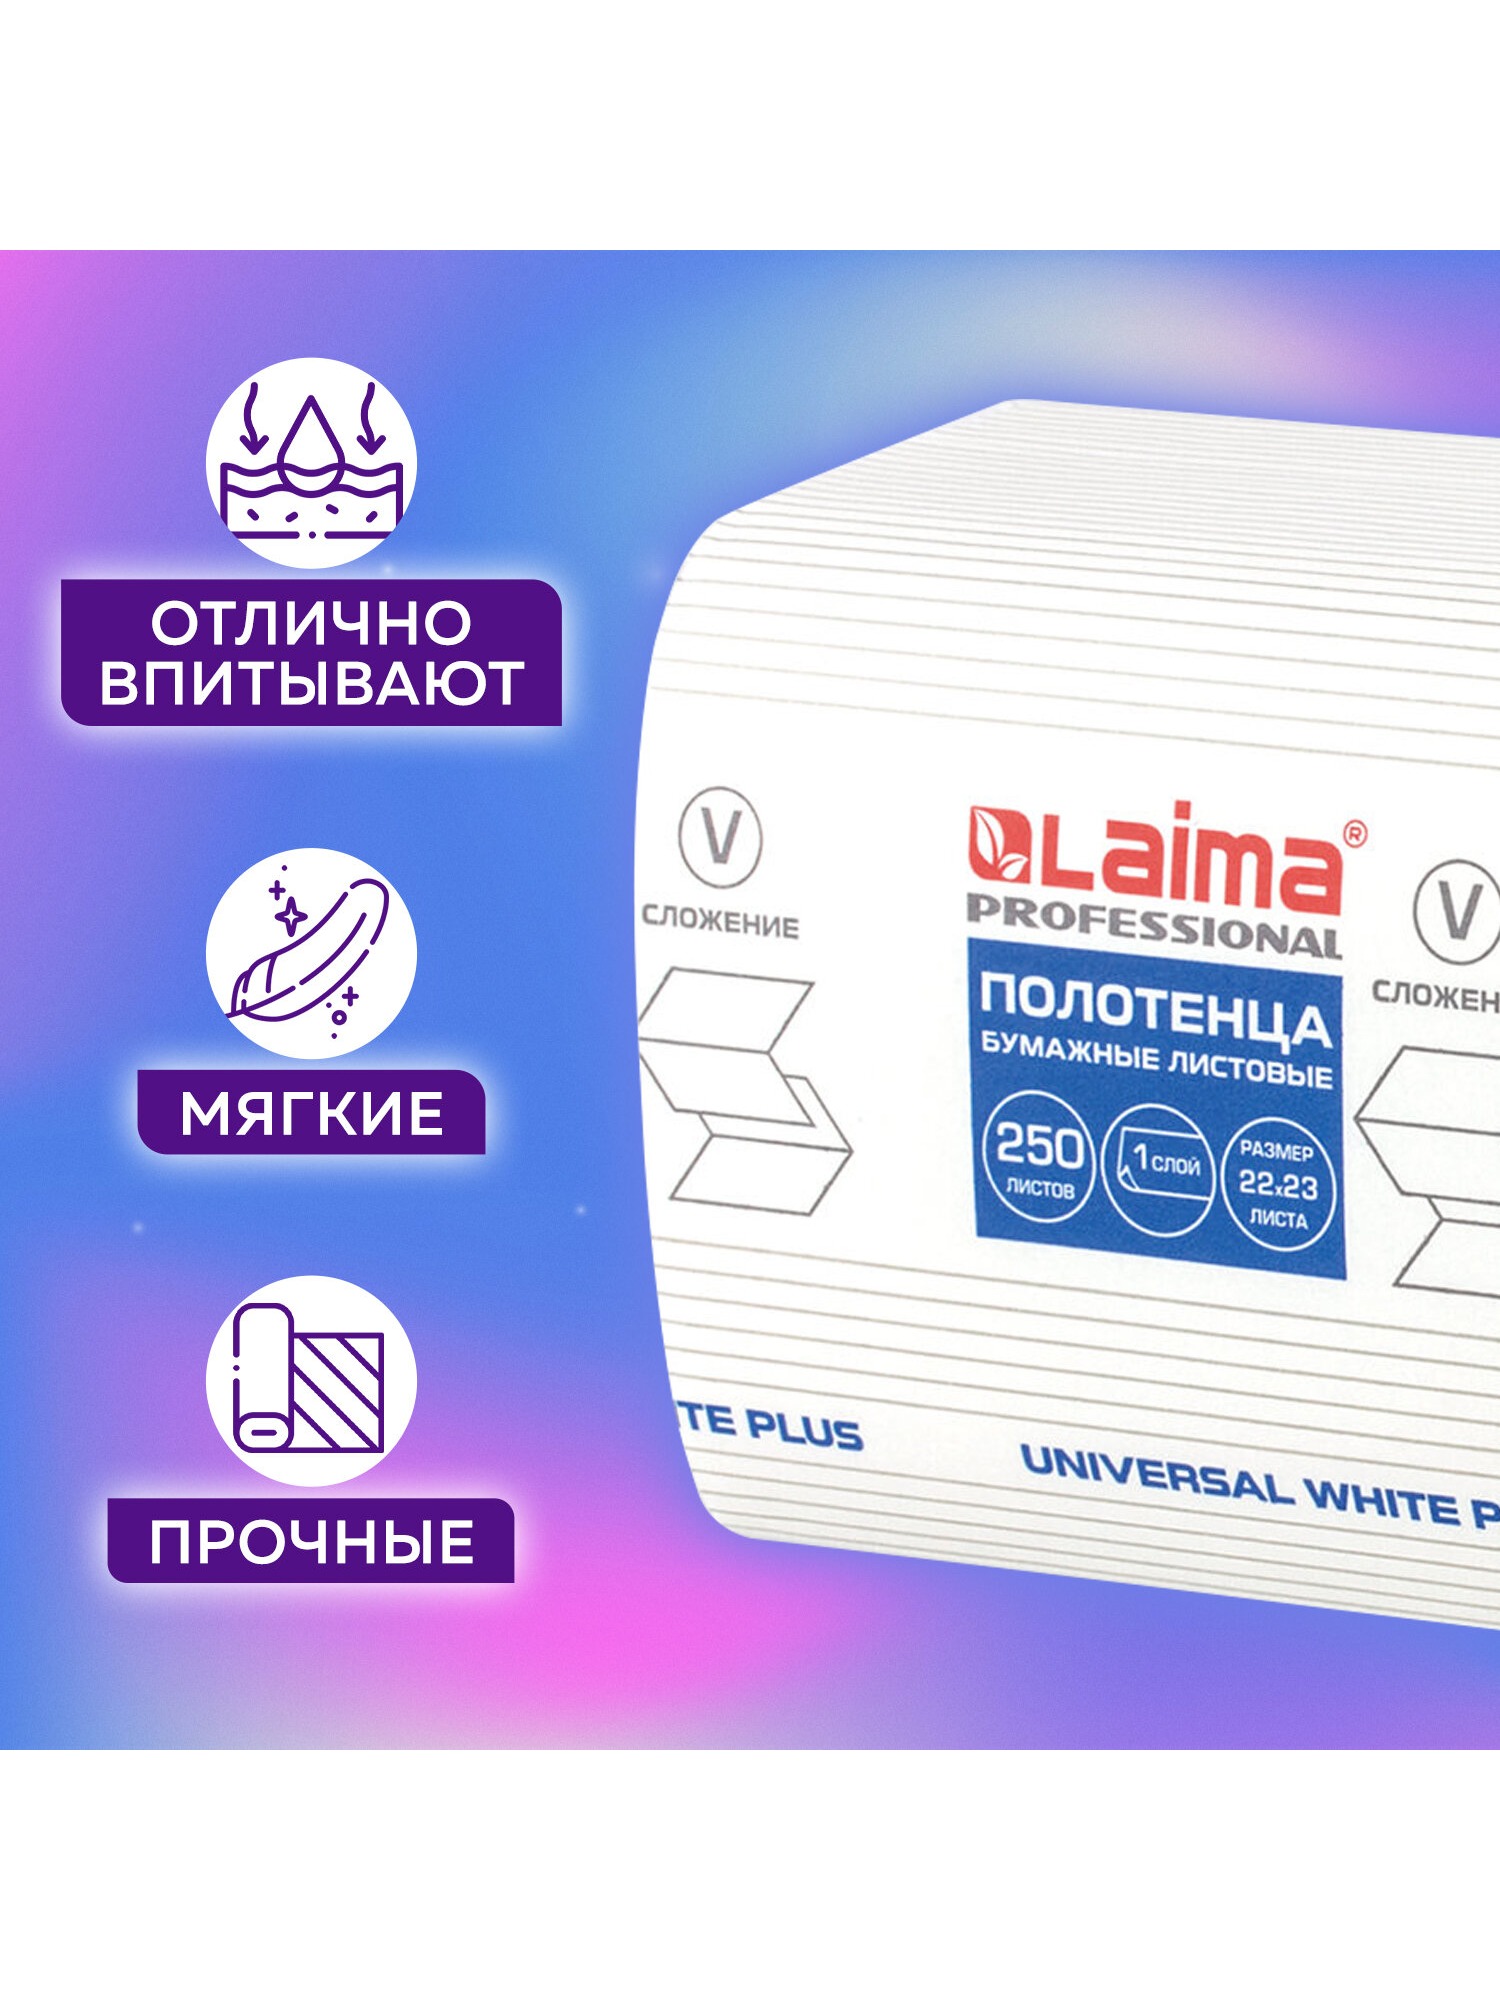 ОТЛИЧНО
ВПИТЫВАЮТ
МЯГКИЕ
ПРОЧНЫЕ
V
СЛОЖЕНИЕ
Laima®
PROFESSIONAL
ПОЛОТЕНЦА
БУМАЖНЫЕ ЛИСТОВЫЕ
250
ЛИСТОВ
1 СЛОЙ
РАЗМЕР
22x23
ЛИСТА
V
СЛОЖЕН
TE PLUS
UNIVERSAL WHITE P